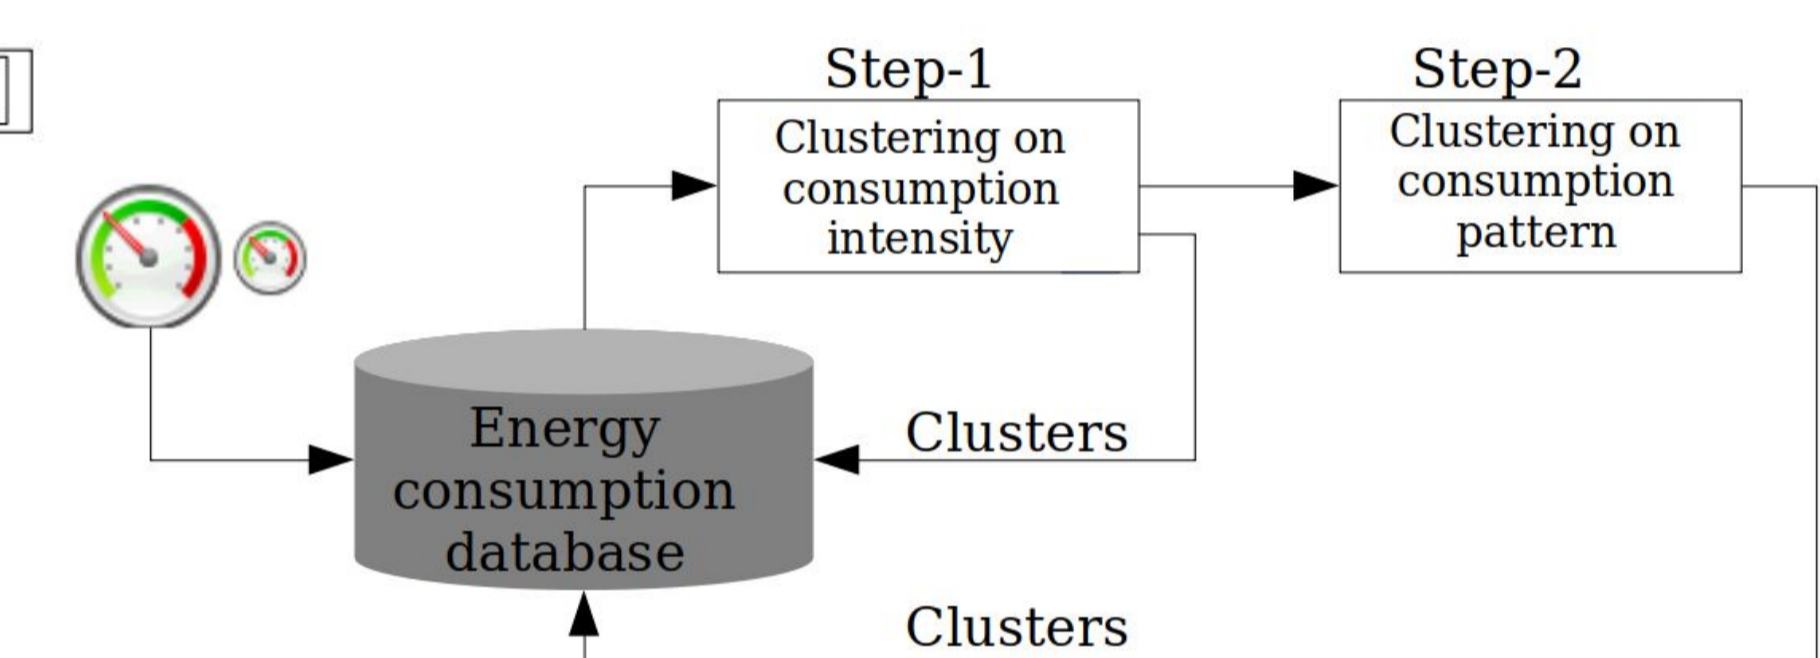 Step-1
Clustering on
consumption
intensity
Step-2
Clustering on
consumption
pattern
Energy
consumption
database
Clusters
Clusters